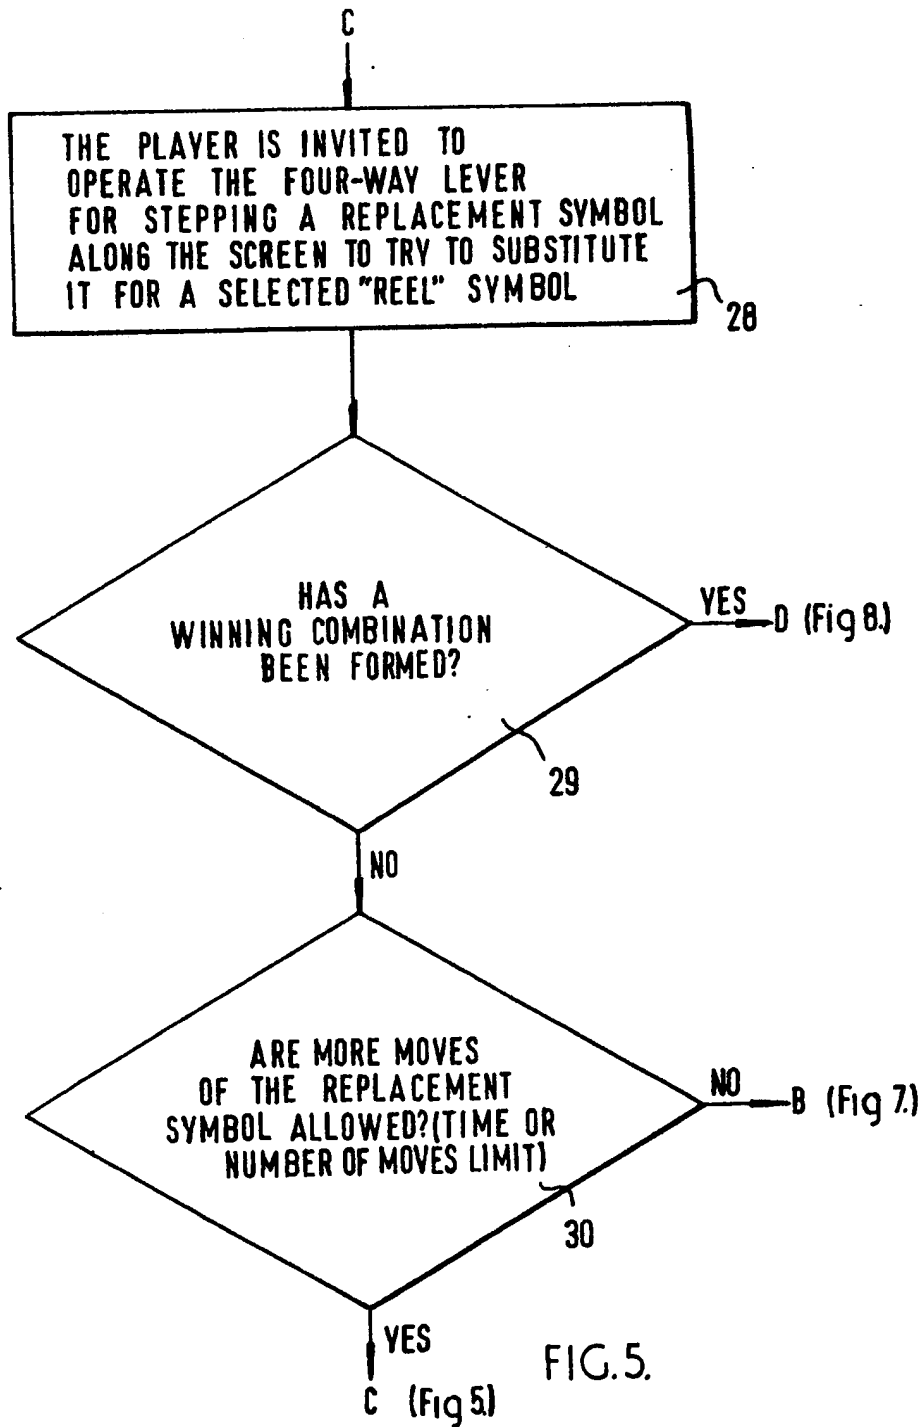 C
THE PLAYER IS INVITED TO
OPERATE THE FOUR-WAY LEVER
FOR STEPPING A REPLACEMENT SYMBOL
ALONG THE SCREEN TO TRY TO SUBSTITUTE
IT FOR A SELECTED "REEL" SYMBOL
28
HAS A
WINNING COMBINATION
BEEN FORMED?
YES
D (Fig 8.)
29
NO
ARE MORE MOVES
OF THE REPLACEMENT
SYMBOL ALLOWED?(TIME OR
NUMBER OF MOVES LIMIT)
NO
B (Fig 7.)
30
YES
C (Fig 5.)
FIG. 5.